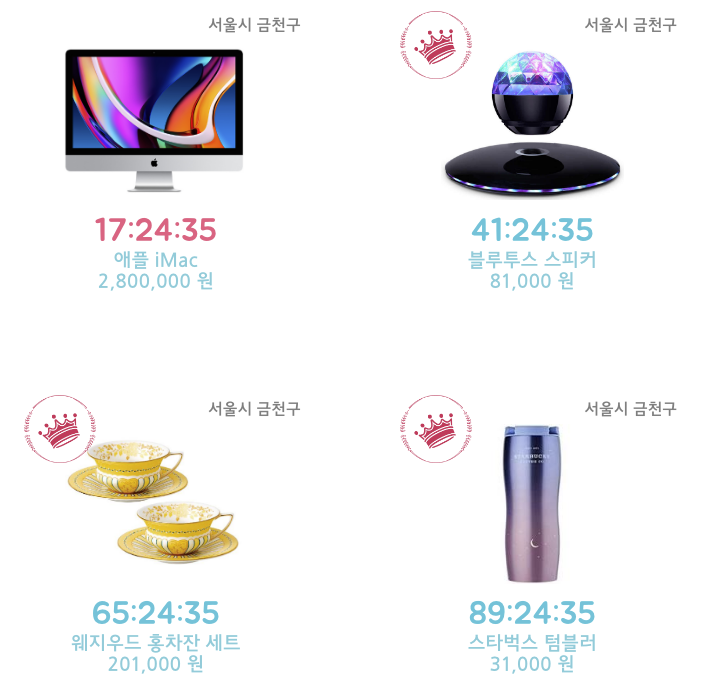 서울시 금천구
17:24:35
애플 iMac
2,800,000 원
서울시 금천구
41:24:35
블루투스 스피커
81,000 원
서울시 금천구
65:24:35
웨지우드 홍차잔 세트
201,000 원
서울시 금천구
STARBUCKS
89:24:35
스타벅스 텀블러
31,000 원